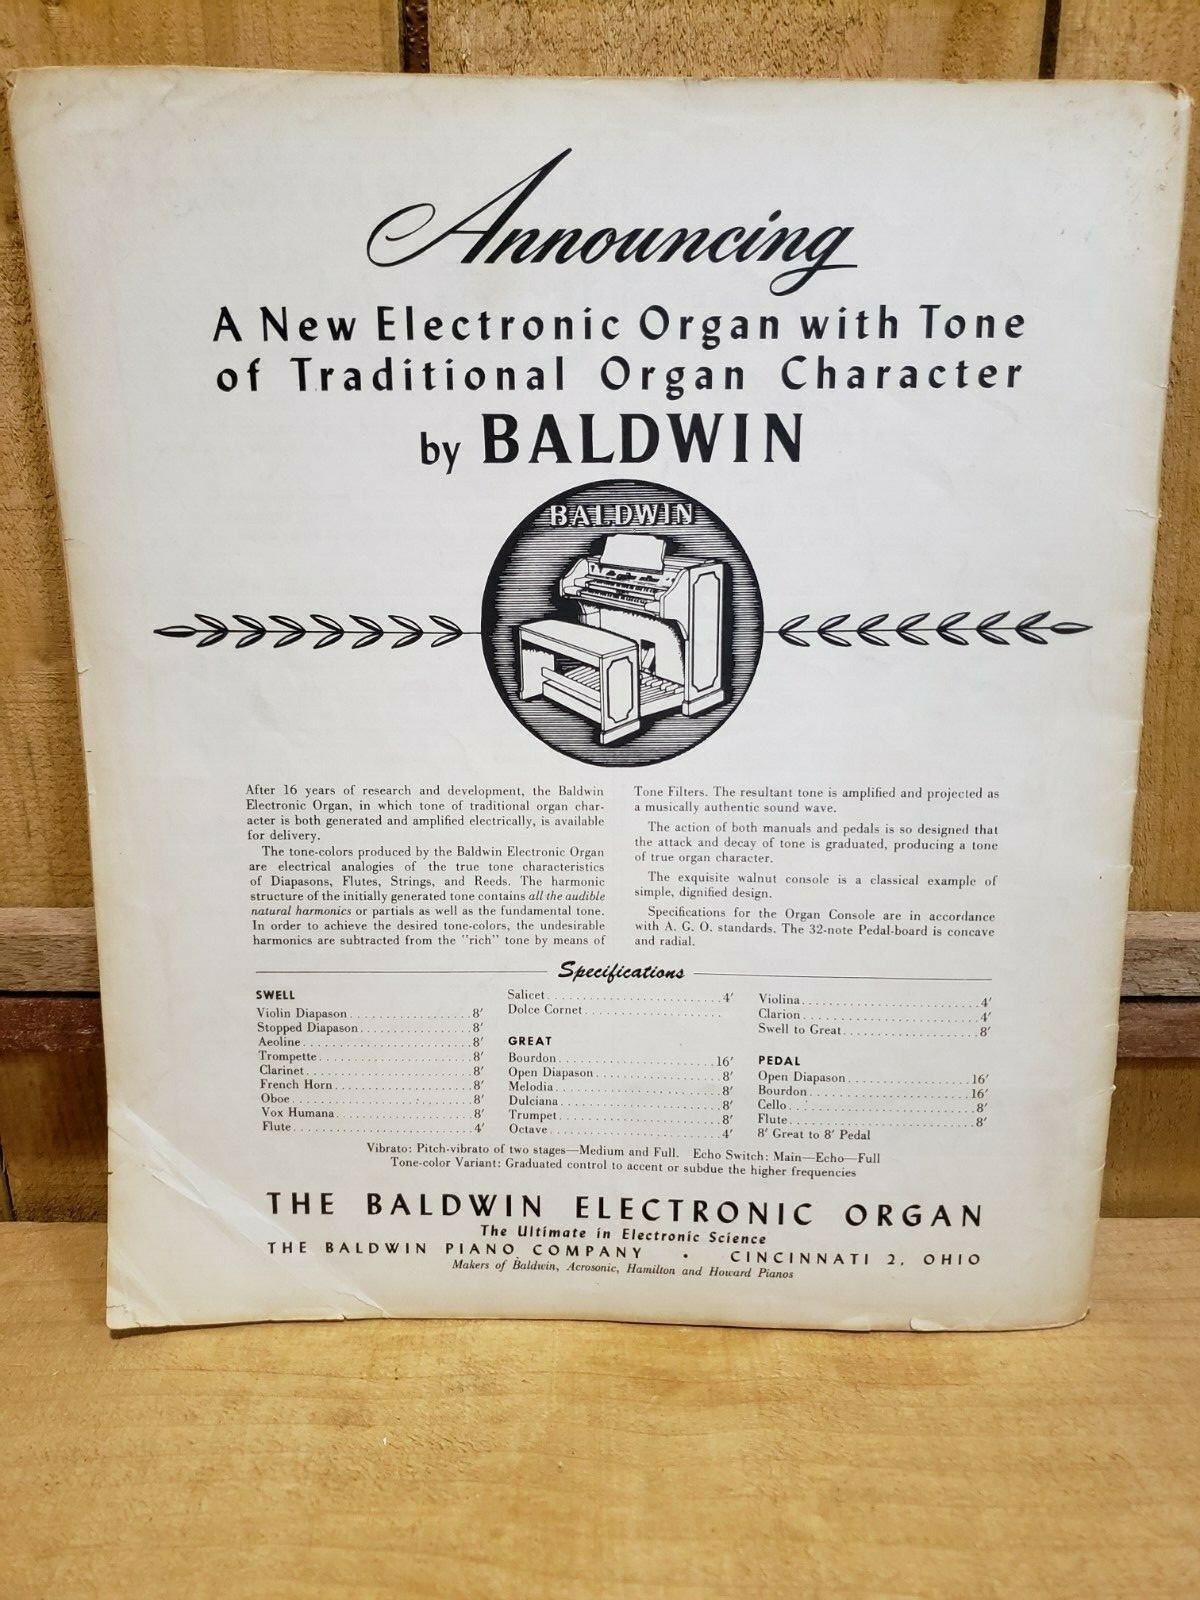 Announcing
A New Electronic Organ with Tone
of Traditional Organ Character
by BALDWIN
BALDWIN
After 16 years of research and development, the Baldwin
Electronic Organ, in which tone of traditional organ char-
acter is both generated and amplified electrically, is available
for delivery.
The tone-colors produced by the Baldwin Electronic Organ
are electrical analogies of the true tone characteristics
of Diapasons, Flutes, Strings, and Reeds. The harmonic
structure of the initially generated tone contains all the audible
natural harmonics or partials as well as the fundamental tone.
In order to achieve the desired tone-colors, the undesirable
harmonics are subtracted from the "rich" tone by means of
Tone Filters. The resultant tone is amplified and projected as
a musically authentic sound wave.
The action of both manuals and pedals is so designed that
the attack and decay of tone is graduated, producing a tone
of true organ character.
The exquisite walnut console is a classical example of
simple, dignified design.
Specifications for the Organ Console are in accordance
with A. G. O. standards. The 32-note Pedal-board is concave
and radial.
Specifications
SWELL
Violin Diapason 8'
Stopped Diapason 8'
Aeoline 8'
Trompette 8'
Clarinet 8'
French Horn 8'
Oboe 8'
Vox Humana 8'
Flute 4'
Salicet 4'
Dolce Cornet
GREAT
Bourdon 16'
Open Diapason 8'
Melodia 8'
Dulciana 8'
Trumpet 8'
Octave 4'
Violina 4'
Clarion 4'
Swell to Great 8'
PEDAL
Open Diapason 16'
Bourdon 16'
Cello 8'
Flute 8'
8' Great to 8' Pedal
Vibrato: Pitch-vibrato of two stages—Medium and Full. Echo Switch: Main—Echo—Full
Tone-color Variant: Graduated control to accent or subdue the higher frequencies
THE BALDWIN ELECTRONIC ORGAN
The Ultimate in Electronic Science
THE BALDWIN PIANO COMPANY • CINCINNATI 2, OHIO
Makers of Baldwin, Acrosonic, Hamilton and Howard Pianos